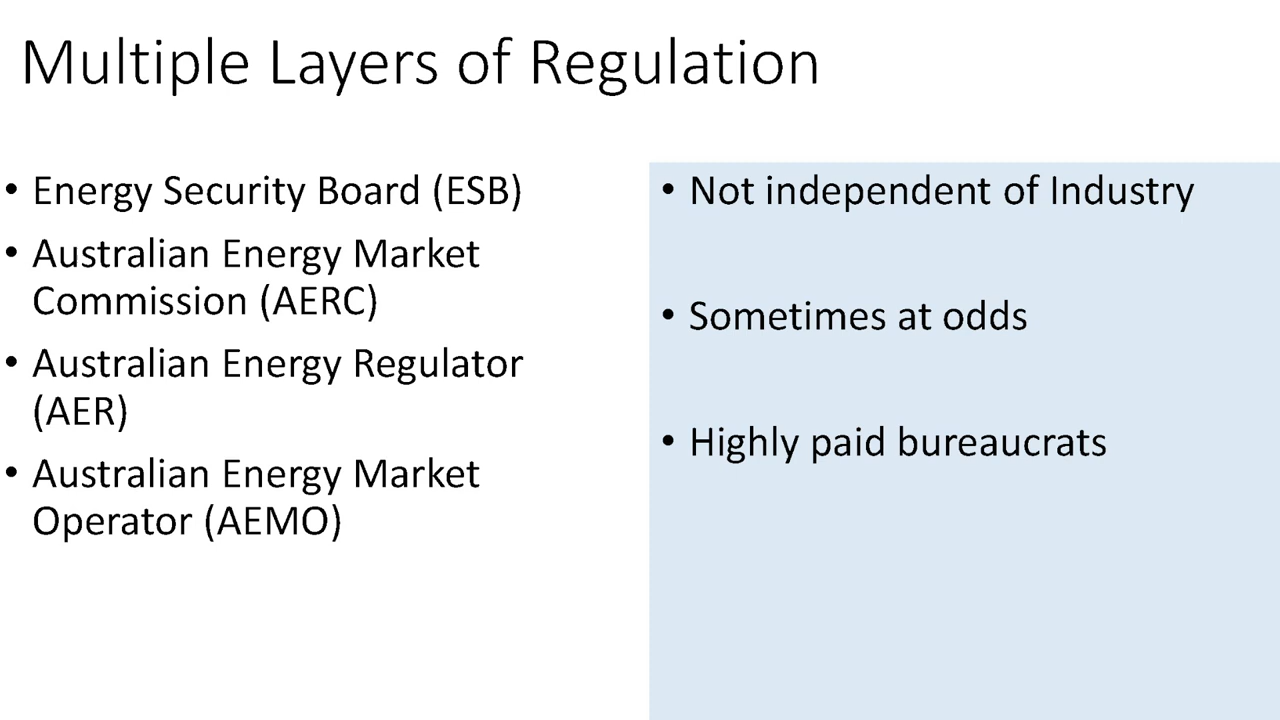 Multiple Layers of Regulation
• Energy Security Board (ESB)
• Australian Energy Market
Commission (AERC)
• Australian Energy Regulator
(AER)
• Australian Energy Market
Operator (AEMO)
• Not independent of Industry
• Sometimes at odds
• Highly paid bureaucrats